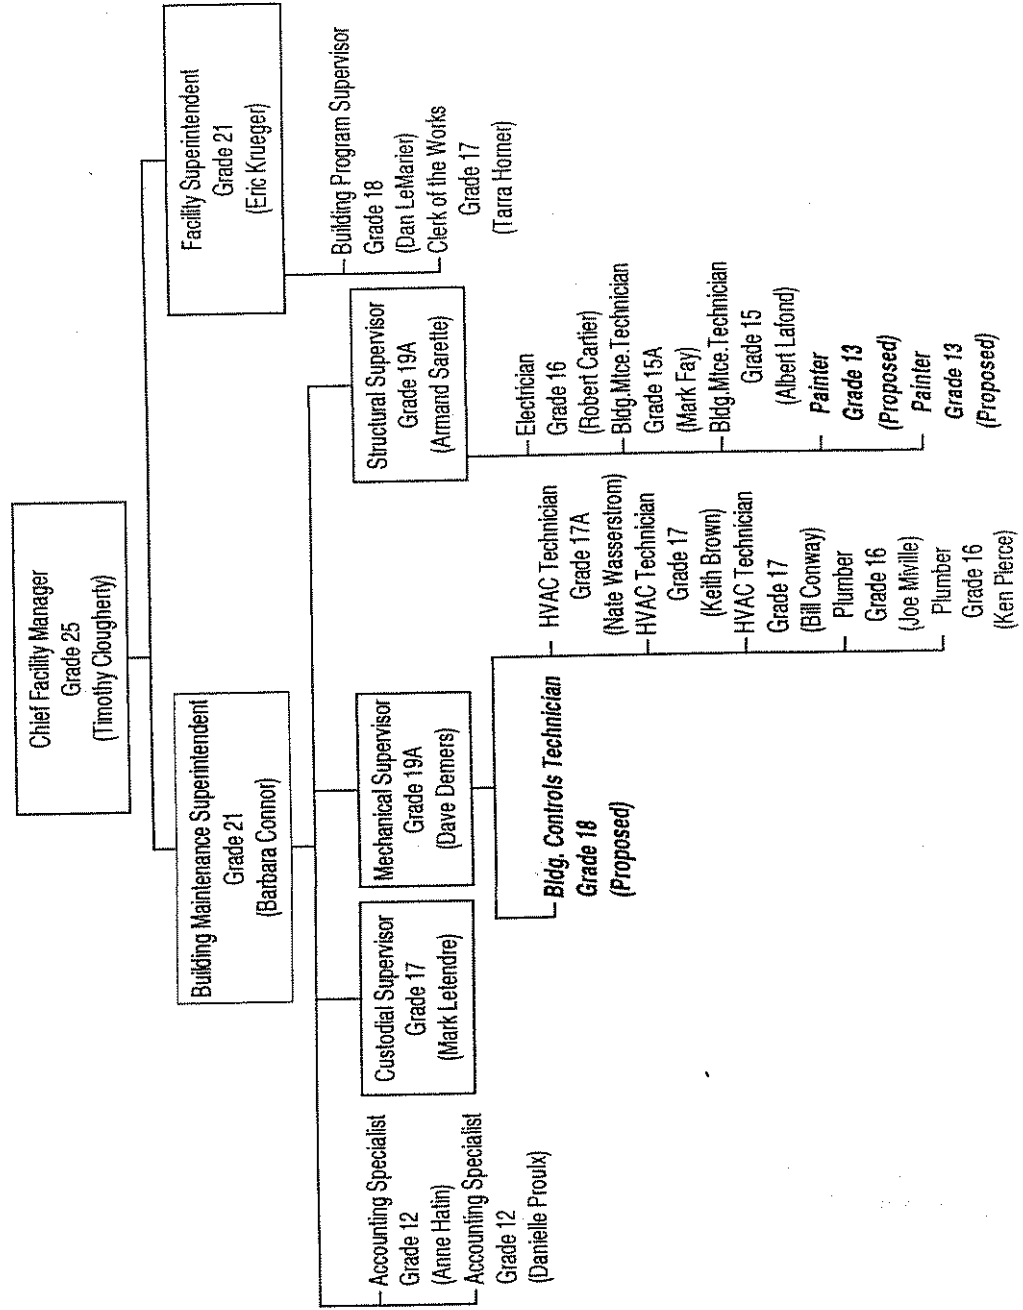 Chief Facility Manager
Grade 25
(Timothy Clougherty)
Building Maintenance Superintendent
Grade 21
(Barbara Connor)
Facility Superintendent
Grade 21
(Eric Krueger)
Accounting Specialist
Grade 12
(Anne Hatin)
Accounting Specialist
Grade 12
(Danielle Proulx)
Custodial Supervisor
Grade 17
(Mark Letendre)
Mechanical Supervisor
Grade 19A
(Dave Demers)
Bldg. Controls Technician
Grade 18
(Proposed)
HVAC Technician
Grade 17A
(Nate Wasserstrom)
HVAC Technician
Grade 17
(Keith Brown)
HVAC Technician
Grade 17
(Bill Conway)
Plumber
Grade 16
(Joe Miville)
Plumber
Grade 16
(Ken Pierce)
Structural Supervisor
Grade 19A
(Armand Sarette)
Electrician
Grade 16
(Robert Cartier)
Bldg.Mtce.Technician
Grade 15A
(Mark Fay)
Bldg.Mtce.Technician
Grade 15
(Albert Lafond)
Painter
Grade 13
(Proposed)
Painter
Grade 13
(Proposed)
Building Program Supervisor
Grade 18
(Dan LeMarier)
Clerk of the Works
Grade 17
(Tarra Horner)